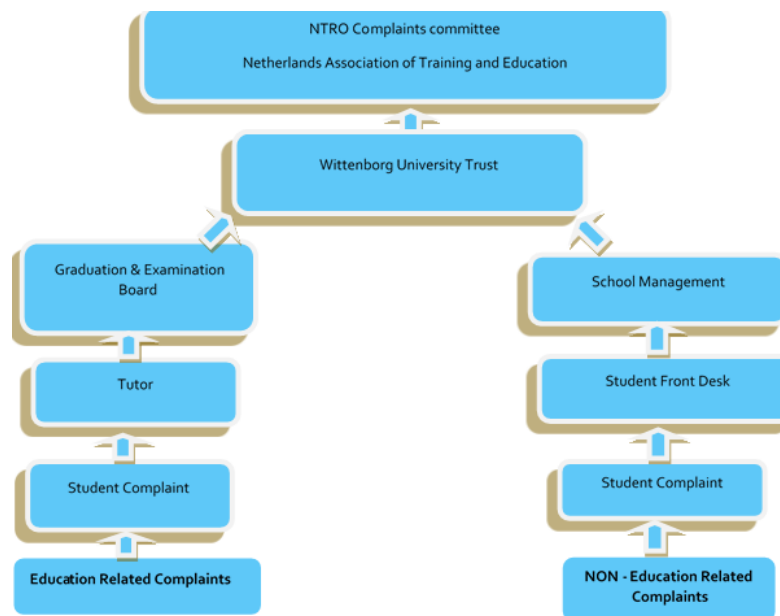 NTRO Complaints committee
Netherlands Association of Training and Education
Wittenborg University Trust
Graduation & Examination
Board
School Management
Tutor
Student Front Desk
Student Complaint
Student Complaint
Education Related Complaints
NON - Education Related
Complaints